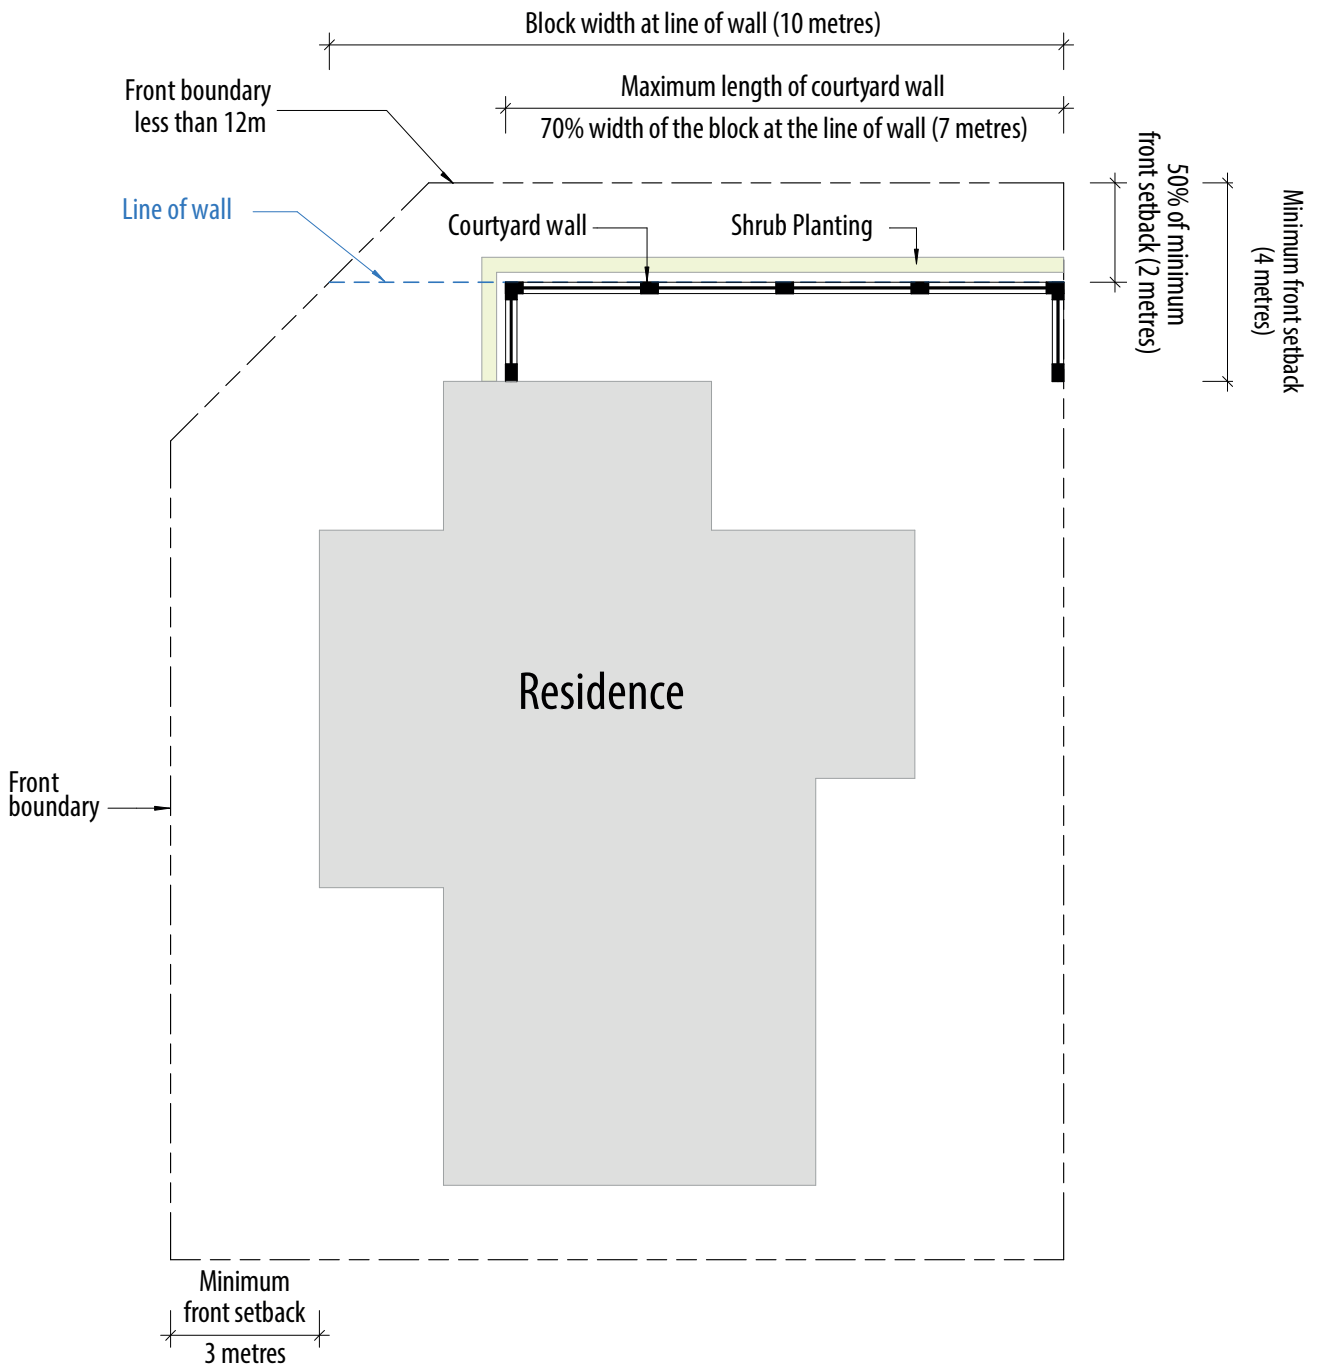 Block width at line of wall (10 metres)
Front boundary
less than 12m
Maximum length of courtyard wall
70% width of the block at the line of wall (7 metres)
50% of minimum
front setback (2 metres)
Minimum front setback
(4 metres)
Line of wall
Courtyard wall
Shrub Planting
Residence
Front
boundary
Minimum
front setback
3 metres